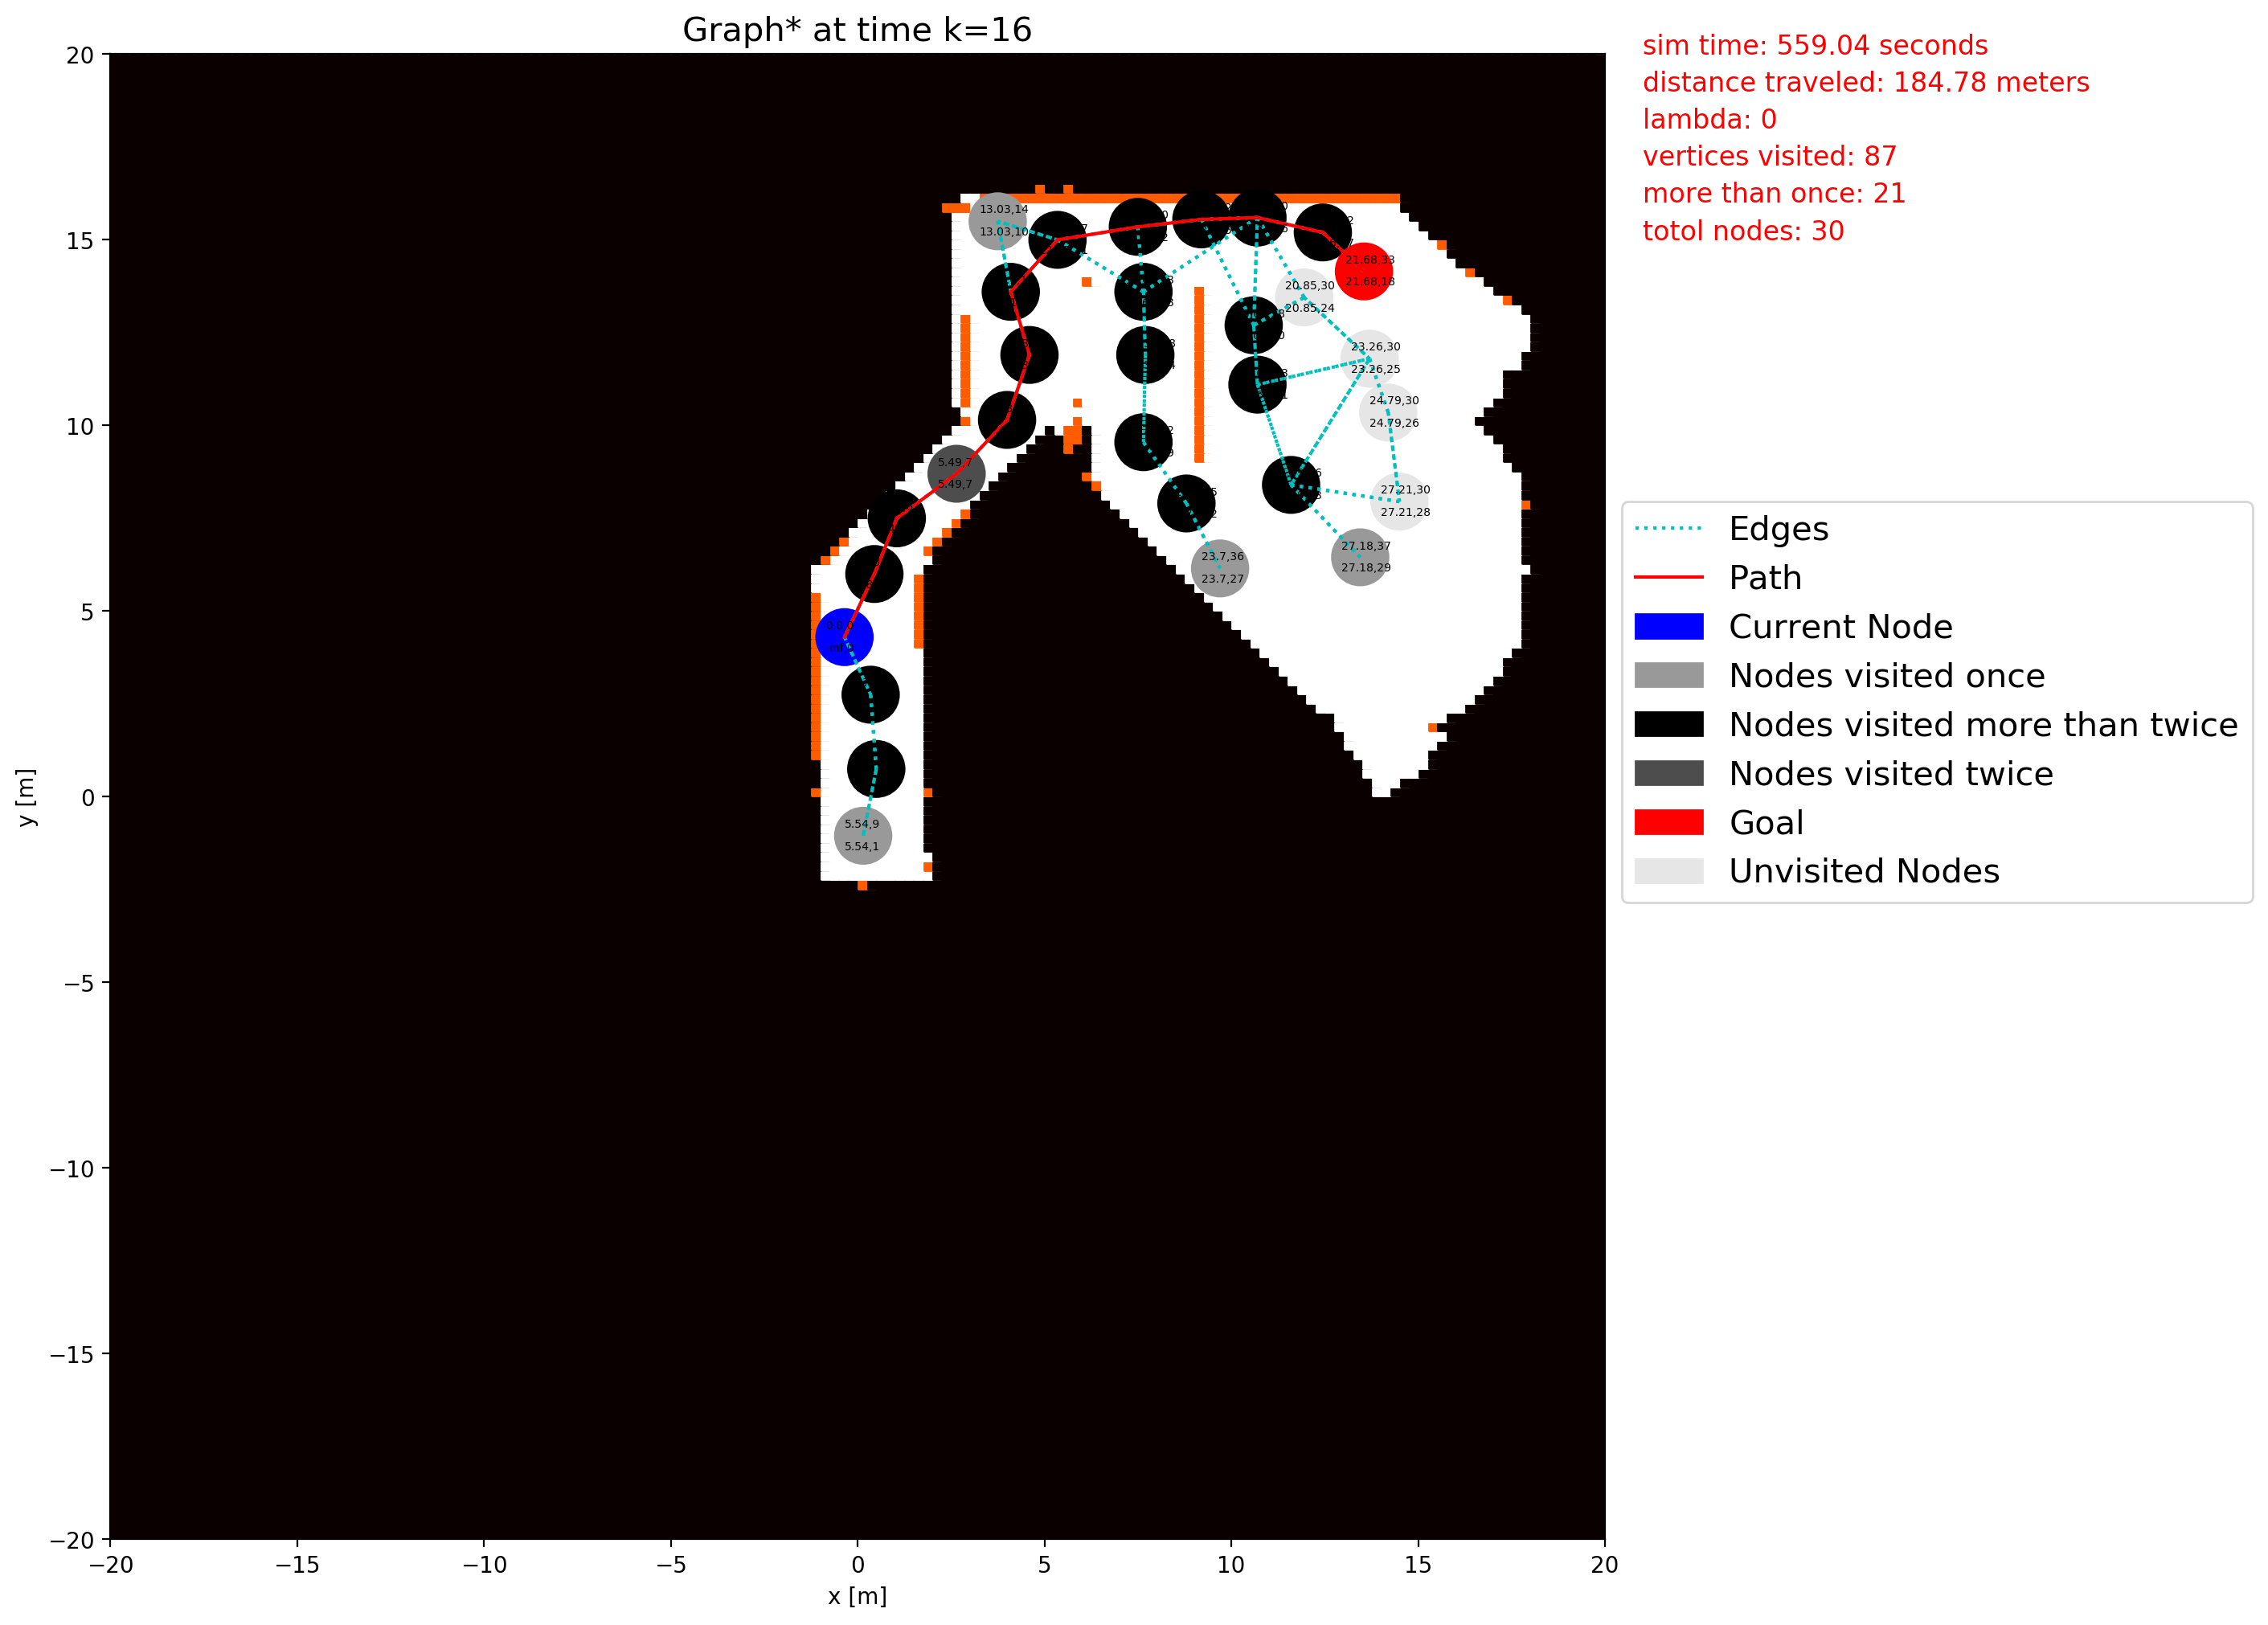 Graph* at time k=16
sim time: 559.04 seconds
distance traveled: 184.78 meters
lambda: 0
vertices visited: 87
more than once: 21
totol nodes: 30
20
15
10
5
0
−5
−10
−15
−20
y [m]
−20 −15 −10 −5 0 5 10 15 20
x [m]
13.03,14
13.03,10
21.68,33
21.68,18
20.85,30
20.85,24
23.26,30
23.26,25
24.79,30
24.79,26
5.49,7
5.49,7
27.21,30
27.21,28
23.7,36
23.7,27
27.18,37
27.18,29
0.0,0
5.54,9
5.54,1
Edges
Path
Current Node
Nodes visited once
Nodes visited more than twice
Nodes visited twice
Goal
Unvisited Nodes